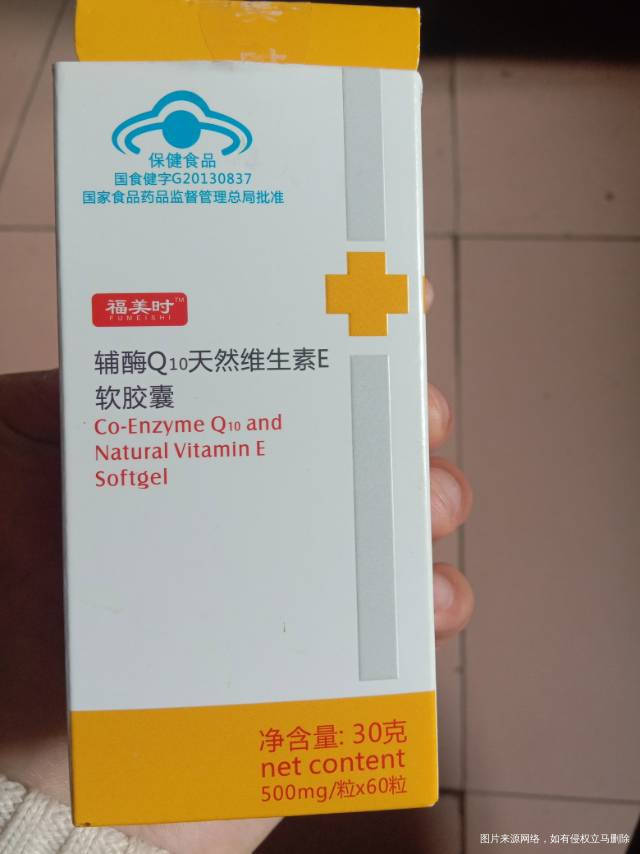 保健食品
国食健字G20130837
国家食品药品监督管理总局批准
福美时™
FUMEISHI
辅酶Q10天然维生素E
软胶囊
Co-Enzyme Q10 and
Natural Vitamin E
Softgel
净含量: 30克
net content
500mg/粒x60粒
图片来源网络，如有侵权立马删除